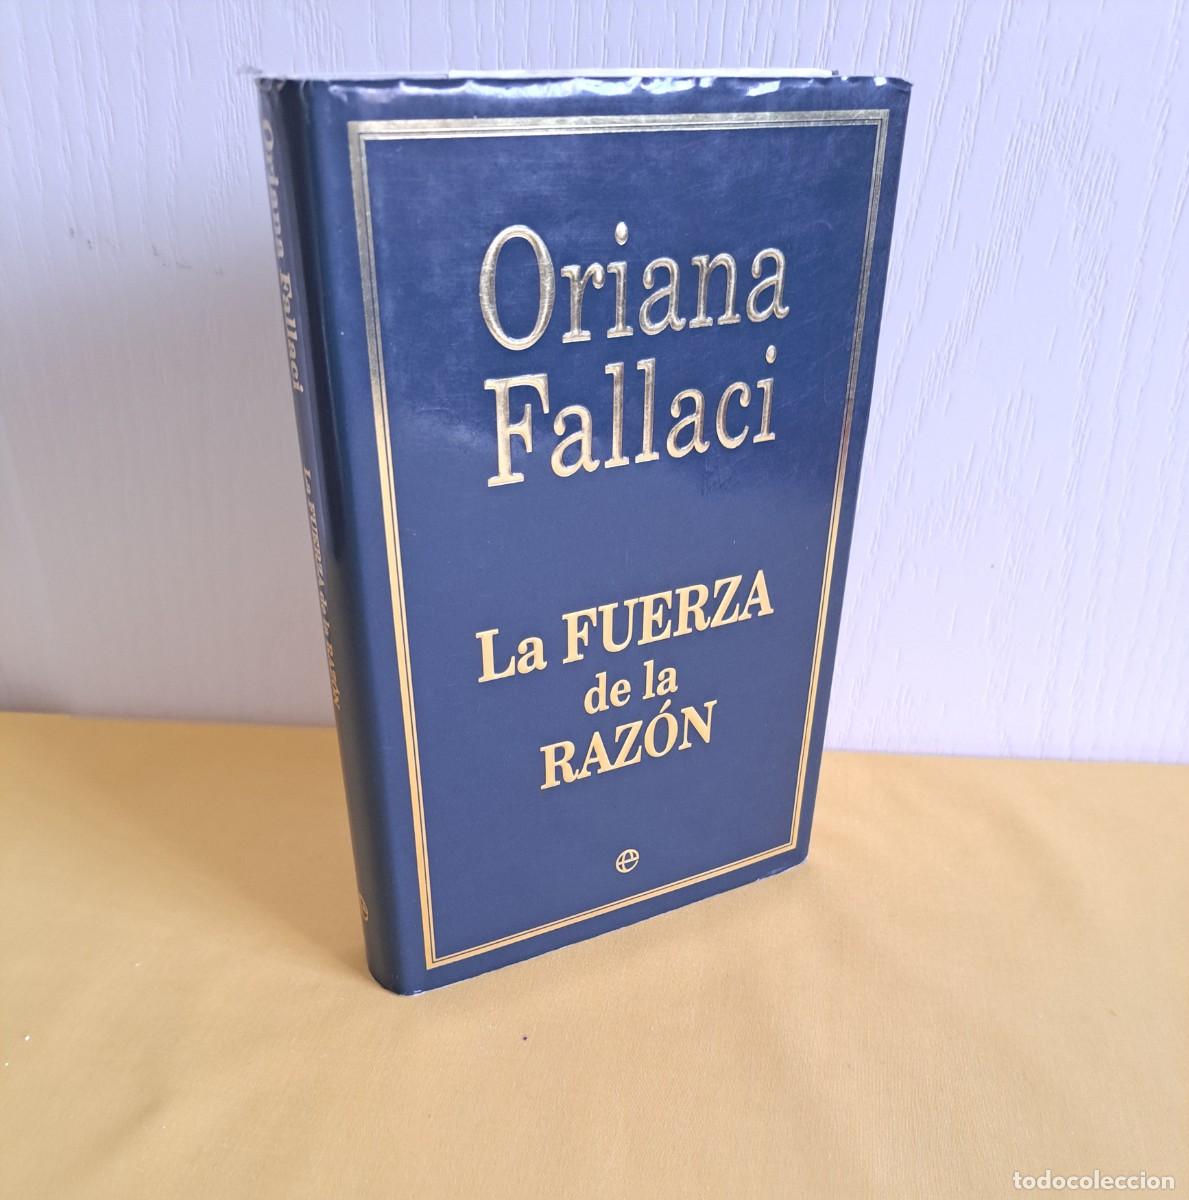 Oriana
Fallaci
La FUERZA
de la
RAZÓN
e
Oriana Fallaci La FUERZA de la RAZÓN
todocoleccion